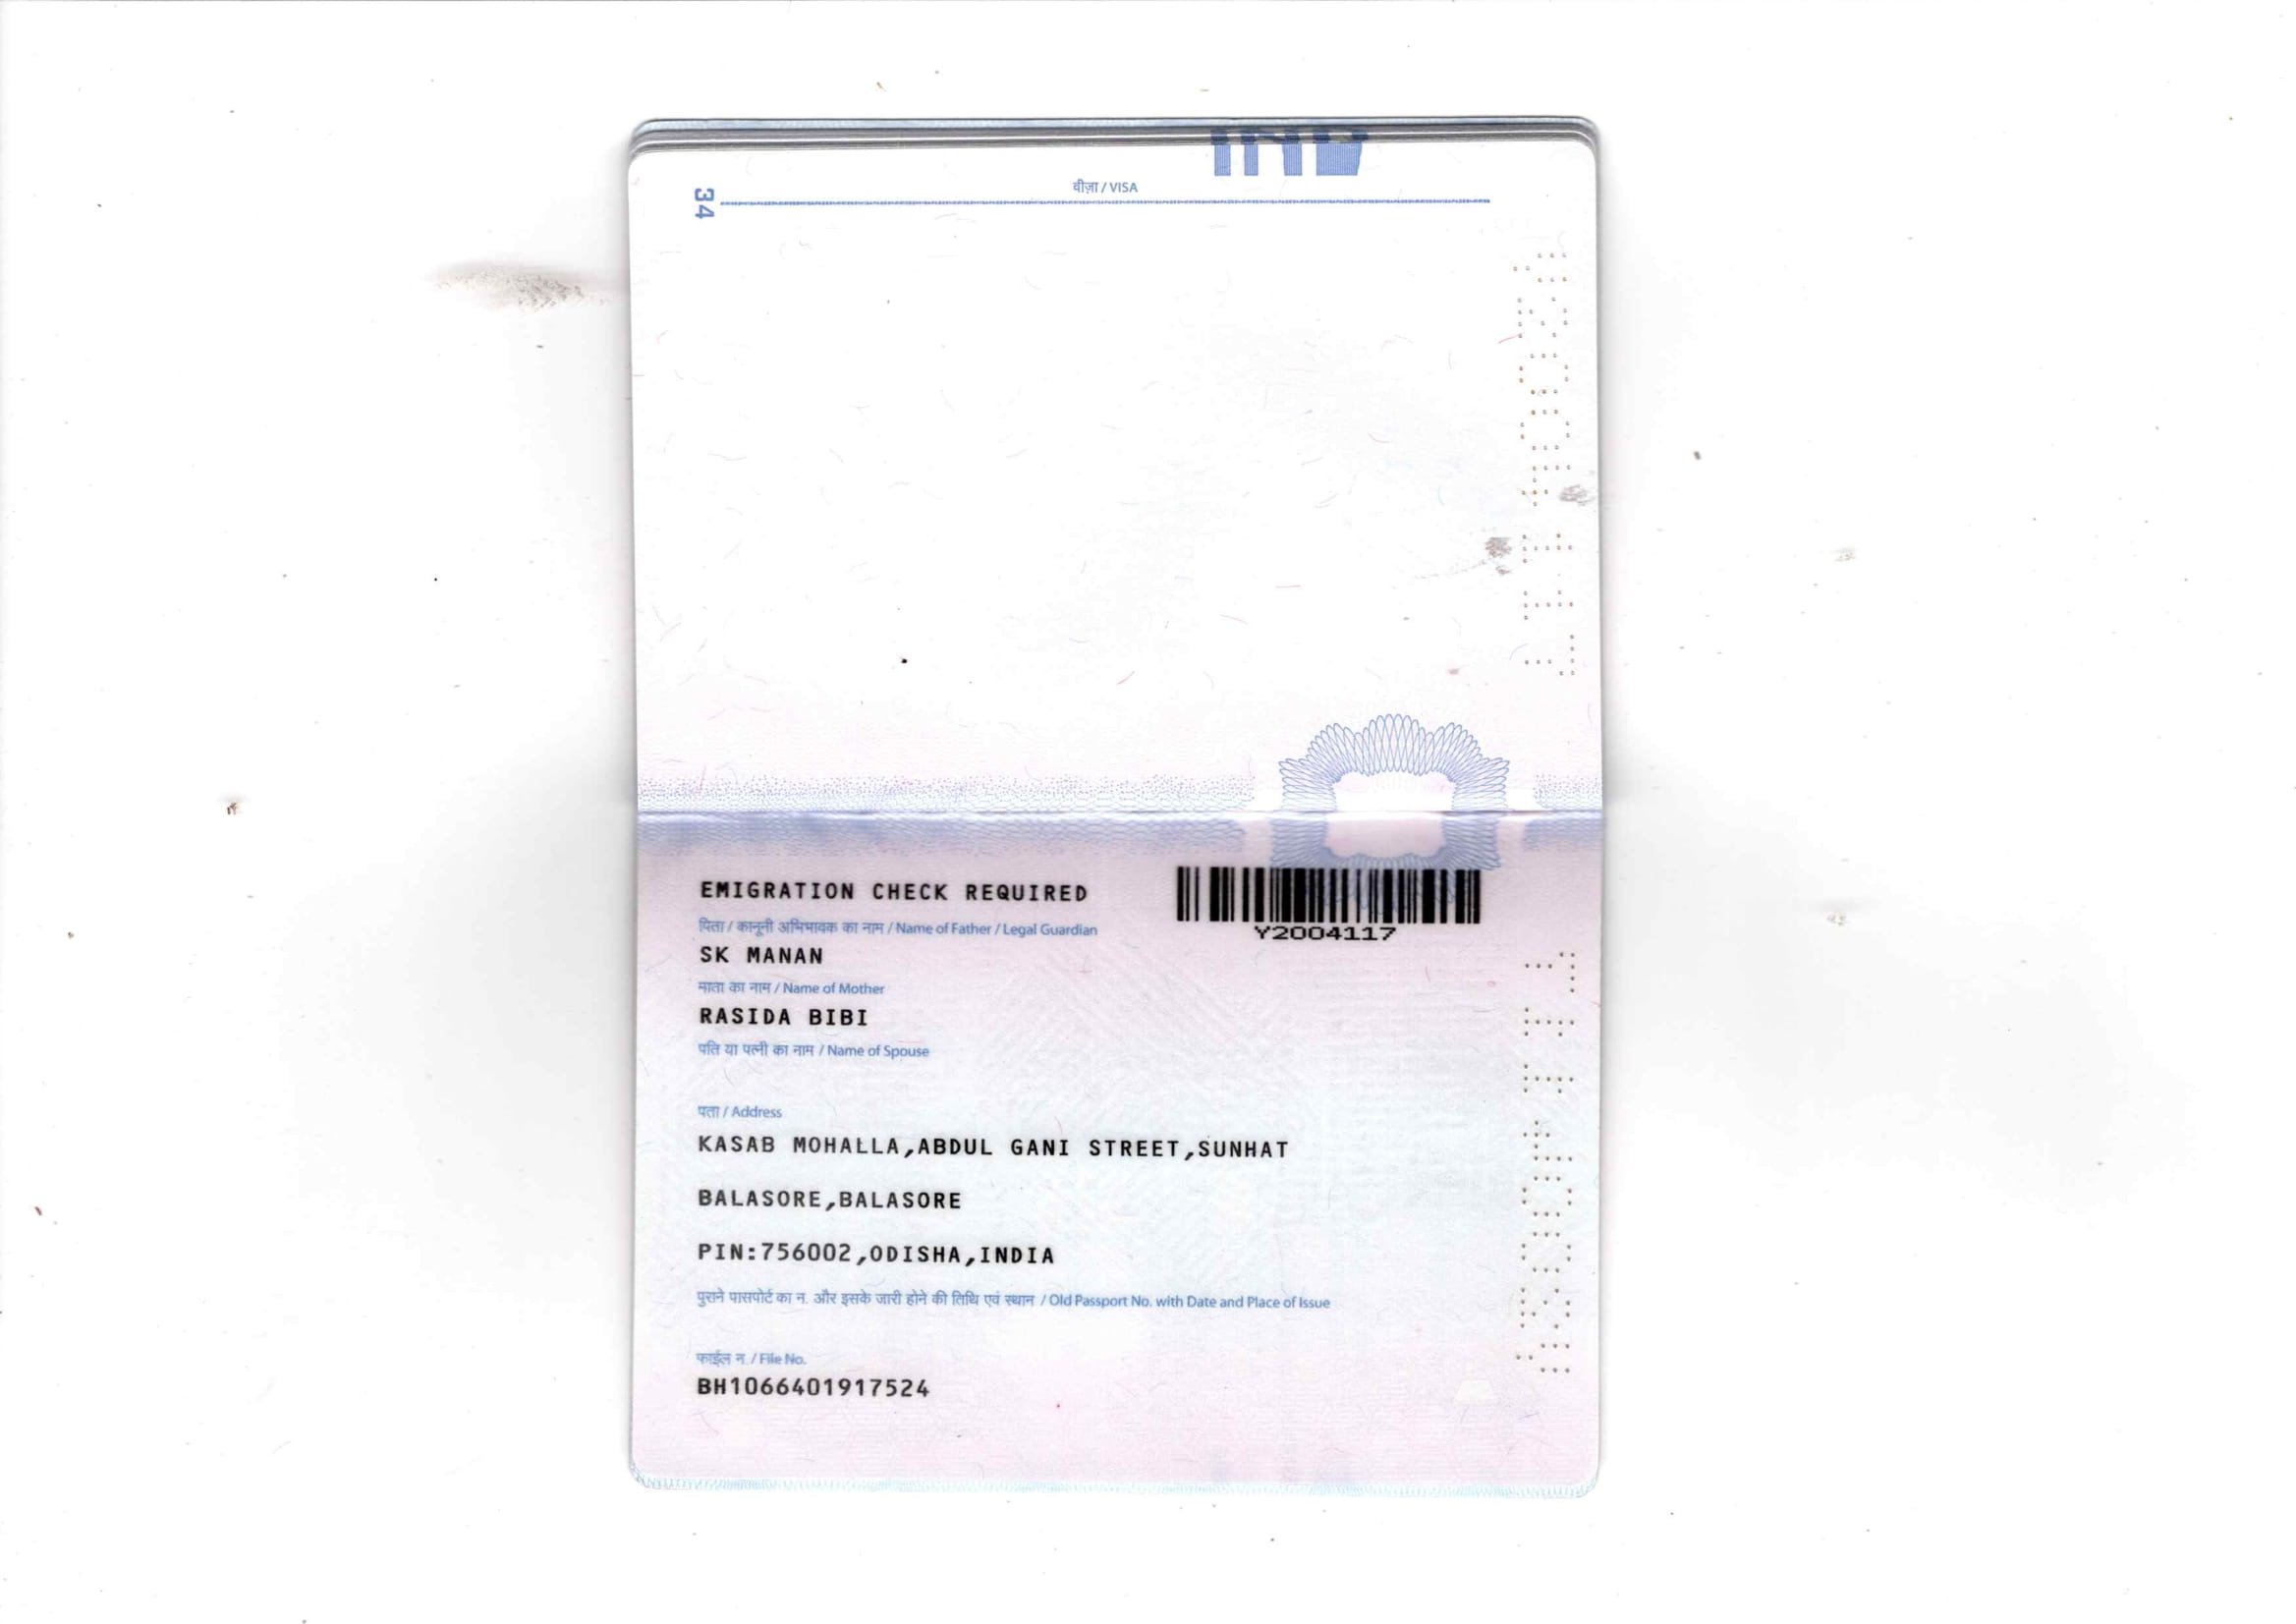 IND
34
वीज़ा / VISA
EMIGRATION CHECK REQUIRED
Y2004117
पिता / कानूनी अभिभावक का नाम / Name of Father / Legal Guardian
SK MANAN
माता का नाम / Name of Mother
RASIDA BIBI
पति या पत्नी का नाम / Name of Spouse
पता / Address
KASAB MOHALLA,ABDUL GANI STREET,SUNHAT
BALASORE,BALASORE
PIN:756002,ODISHA,INDIA
पुराने पासपोर्ट का न. और इसके जारी होने की तिथि एवं स्थान / Old Passport No. with Date and Place of Issue
फाईल न. / File No.
BH1066401917524